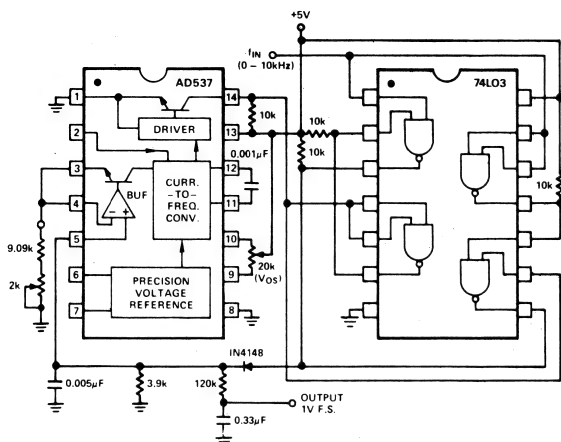 +5V
fIN
(0 – 10kHz)
AD537
74L03
1
14
10k
DRIVER
2
13
10k
10k
10k
0.001µF
3
12
BUF
CURR.
-TO-
FREQ.
CONV.
4
11
– +
9.09k
5
10
20k
(VOS)
6
9
PRECISION
VOLTAGE
REFERENCE
2k
7
8
IN4148
0.005µF
3.9k
120k
OUTPUT
1V F.S.
0.33µF